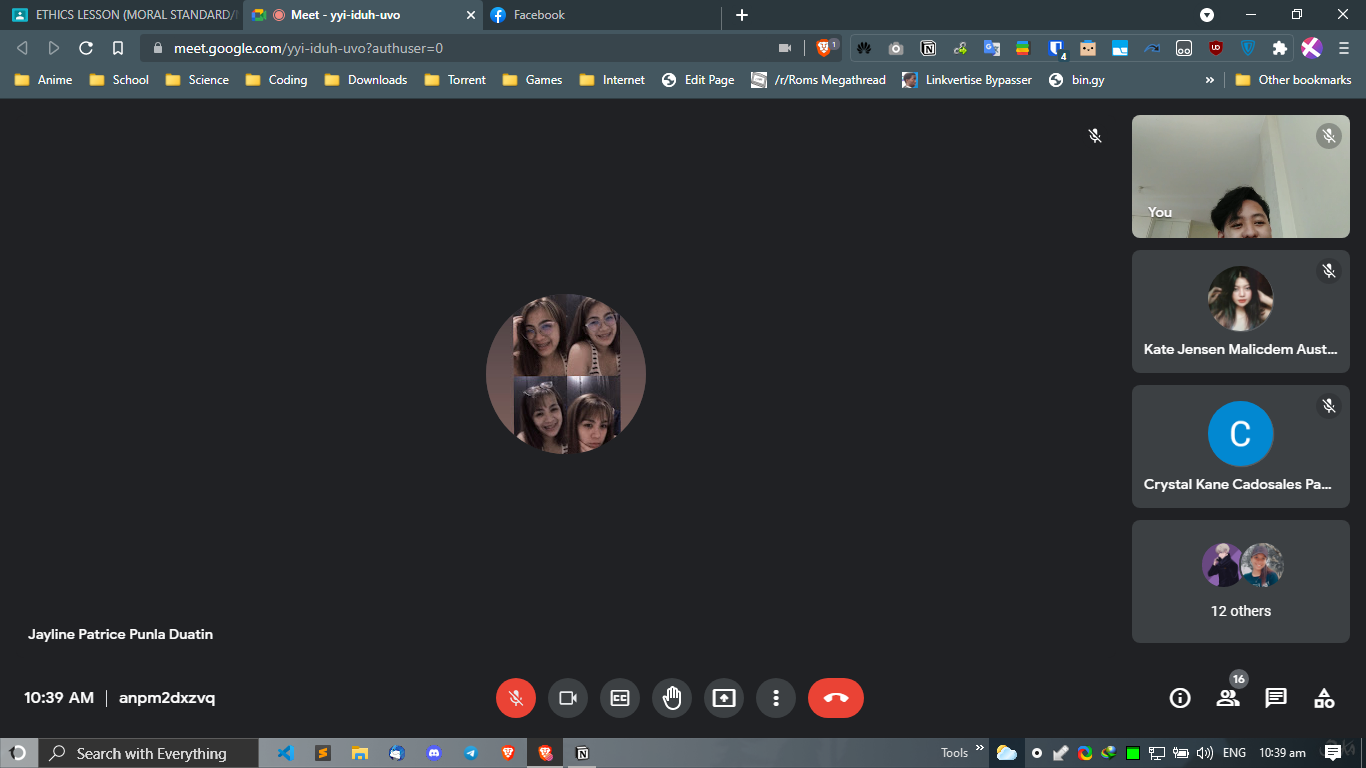 ETHICS LESSON (MORAL STANDARD/
Meet - yyi-iduh-uvo
Facebook
meet.google.com/yyi-iduh-uvo?authuser=0
1
4
Anime
School
Science
Coding
Downloads
Torrent
Games
Internet
Edit Page
/r/Roms Megathread
Linkvertise Bypasser
bin.gy
»
Other bookmarks
You
Kate Jensen Malicdem Aust...
C
Crystal Kane Cadosales Pa...
12 others
Jayline Patrice Punla Duatin
10:39 AM | anpm2dxzvq
16
Search with Everything
Tools »
ENG
10:39 am